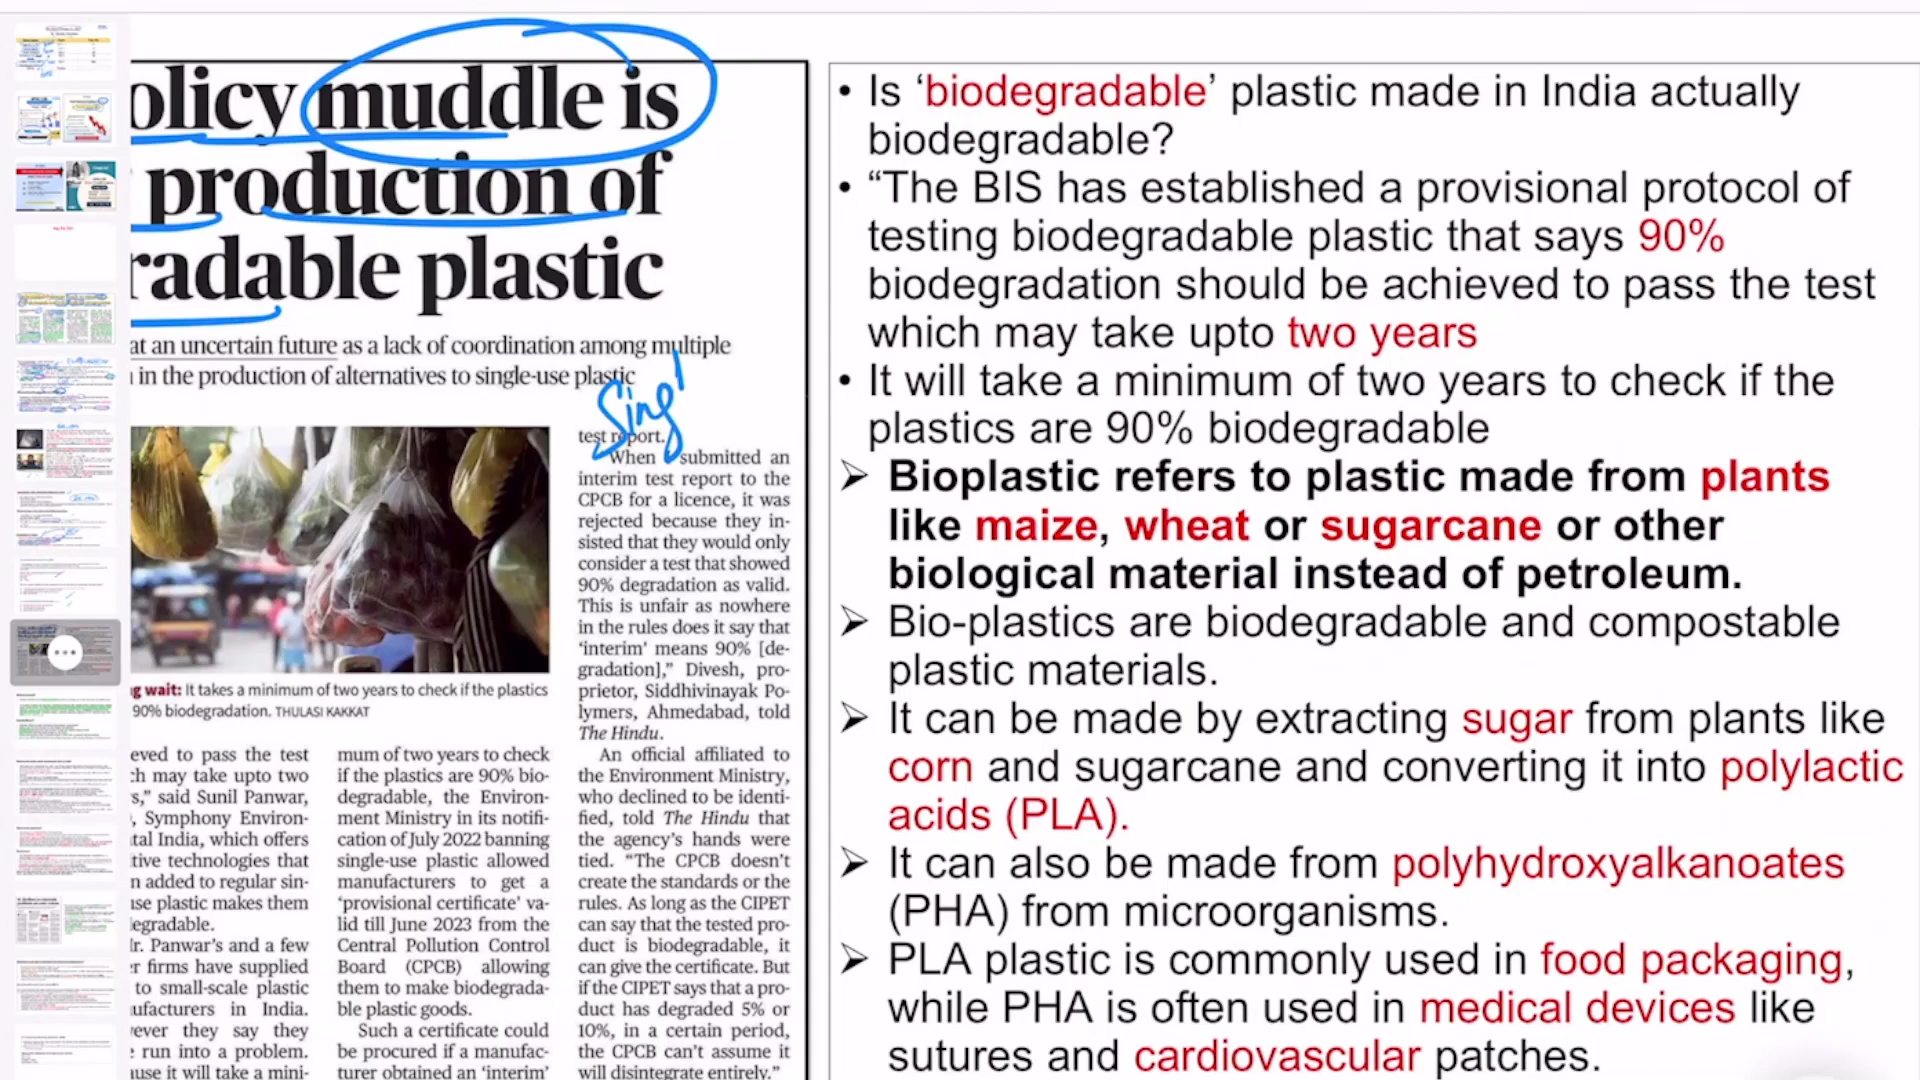 olicy muddle is
production of
radable plastic
at an uncertain future as a lack of coordination among multiple
in the production of alternatives to single-use plastic
Sing
g wait: It takes a minimum of two years to check if the plastics
90% biodegradation. THULASI KAKKAT
eved to pass the test
ch may take upto two
s,” said Sunil Panwar,
, Symphony Environ-
tal India, which offers
tive technologies that
n added to regular sin-
use plastic makes them
legradable.
Ir. Panwar’s and a few
er firms have supplied
to small-scale plastic
ufacturers in India.
vever they say they
run into a problem.
use it will take a mini-
mum of two years to check
if the plastics are 90% bio-
degradable, the Environ-
ment Ministry in its notifi-
cation of July 2022 banning
single-use plastic allowed
manufacturers to get a
‘provisional certificate’ va-
lid till June 2023 from the
Central Pollution Control
Board (CPCB) allowing
them to make biodegrada-
ble plastic goods.
Such a certificate could
be procured if a manufac-
turer obtained an ‘interim’
test report.
When I submitted an
interim test report to the
CPCB for a licence, it was
rejected because they in-
sisted that they would only
consider a test that showed
90% degradation as valid.
This is unfair as nowhere
in the rules does it say that
‘interim’ means 90% [de-
gradation],” Divesh, pro-
prietor, Siddhivinayak Po-
lymers, Ahmedabad, told
The Hindu.
An official affiliated to
the Environment Ministry,
who declined to be identi-
fied, told The Hindu that
the agency’s hands were
tied. “The CPCB doesn’t
create the standards or the
rules. As long as the CIPET
can say that the tested pro-
duct is biodegradable, it
can give the certificate. But
if the CIPET says that a pro-
duct has degraded 5% or
10%, in a certain period,
the CPCB can’t assume it
will disintegrate entirely.”
• Is ‘biodegradable’ plastic made in India actually
biodegradable?
• “The BIS has established a provisional protocol of
testing biodegradable plastic that says 90%
biodegradation should be achieved to pass the test
which may take upto two years
• It will take a minimum of two years to check if the
plastics are 90% biodegradable
➢ Bioplastic refers to plastic made from plants
like maize, wheat or sugarcane or other
biological material instead of petroleum.
➢ Bio-plastics are biodegradable and compostable
plastic materials.
➢ It can be made by extracting sugar from plants like
corn and sugarcane and converting it into polylactic
acids (PLA).
➢ It can also be made from polyhydroxyalkanoates
(PHA) from microorganisms.
➢ PLA plastic is commonly used in food packaging,
while PHA is often used in medical devices like
sutures and cardiovascular patches.